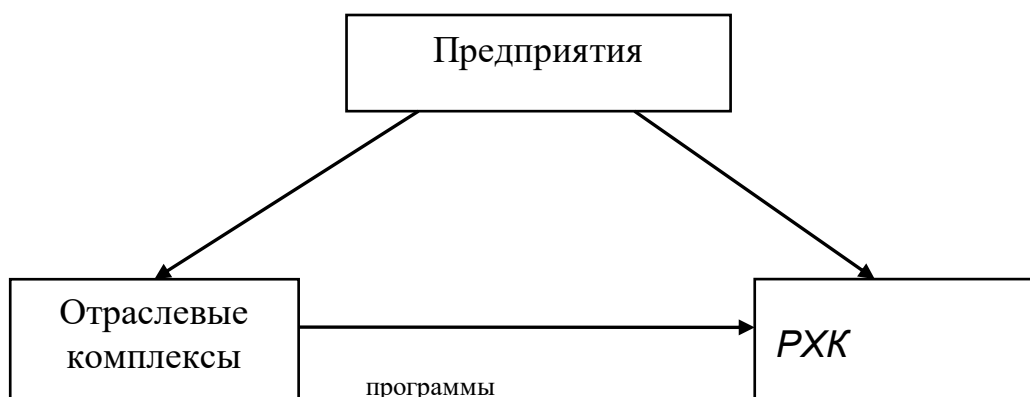 Предприятия
Отраслевые
комплексы
РХК
программы